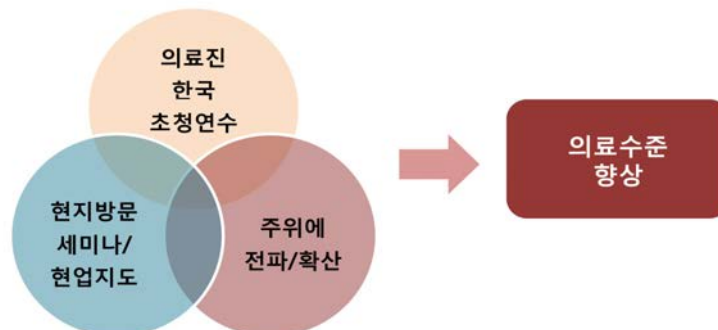 의료진
한국
초청연수
현지방문
세미나/
현업지도
주위에
전파/확산
의료수준
향상